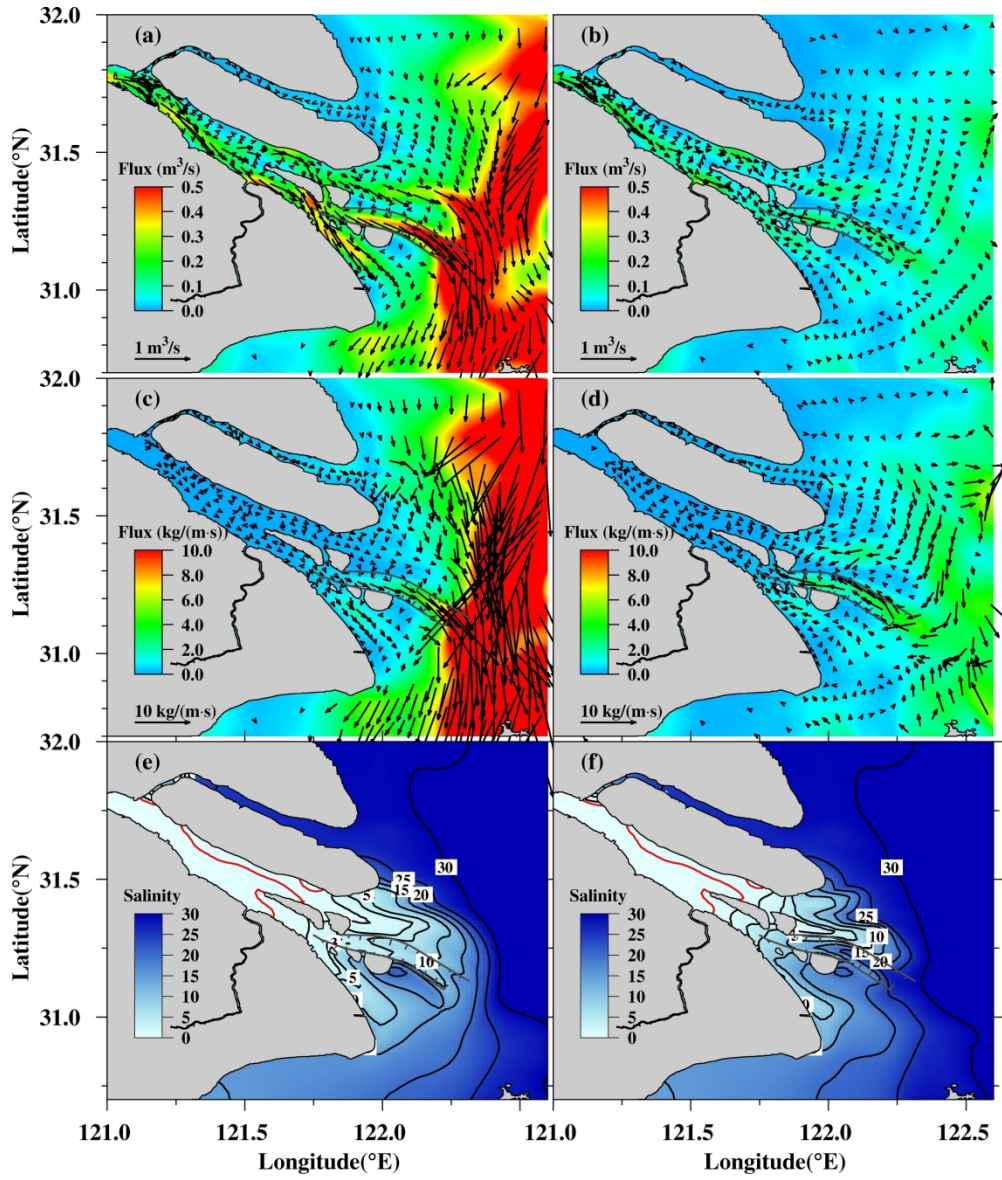 32.0
(a)
(b)
31.5
Flux (m³/s)
0.5
0.4
0.3
0.2
0.1
0.0
Flux (m³/s)
0.5
0.4
0.3
0.2
0.1
0.0
Latitude(°N)
31.0
1 m³/s
1 m³/s
32.0
(c)
(d)
31.5
Flux (kg/(m·s))
10.0
8.0
6.0
4.0
2.0
0.0
Flux (kg/(m·s))
10.0
8.0
6.0
4.0
2.0
0.0
Latitude(°N)
31.0
10 kg/(m·s)
10 kg/(m·s)
32.0
(e)
(f)
31.5
Salinity
30
25
20
15
10
5
0
30
25
15
20
5
10
5
Salinity
30
25
20
15
10
5
0
30
25
10
15
20
Latitude(°N)
31.0
121.0 121.5 122.0 121.0 121.5 122.0 122.5
Longitude(°E) Longitude(°E)